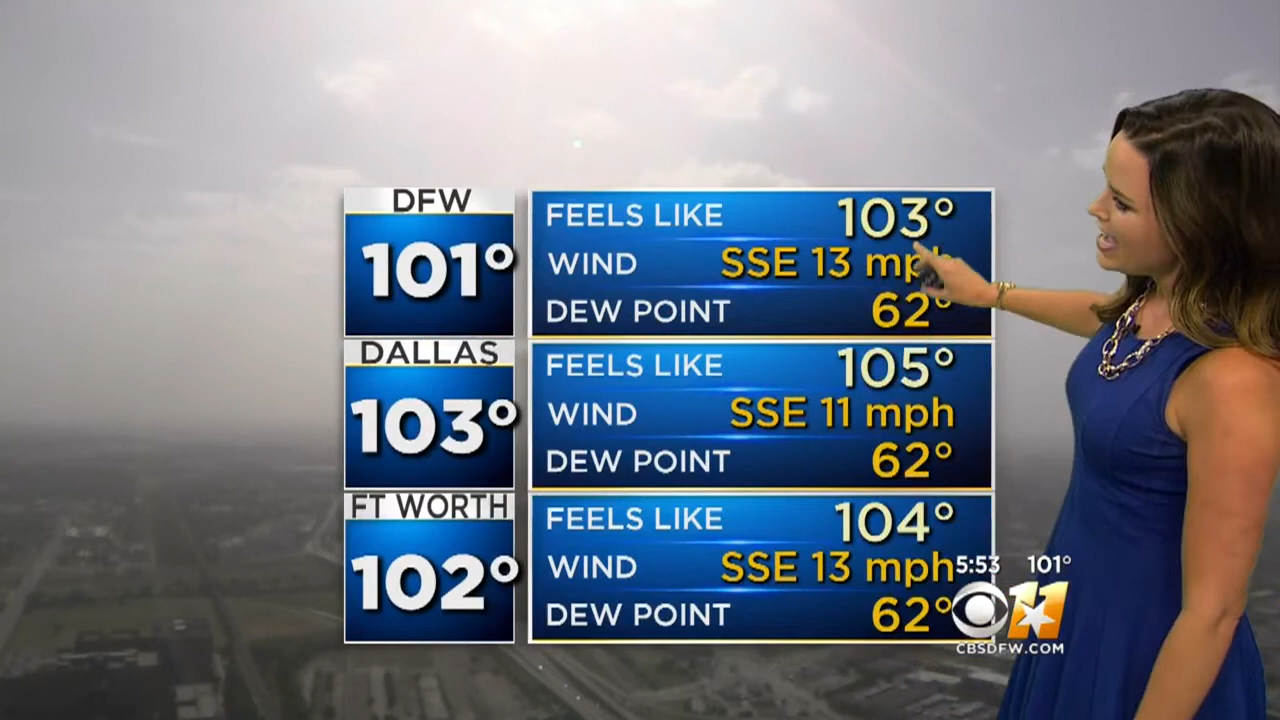 DFW
101°
FEELS LIKE 103°
WIND SSE 13 mph
DEW POINT 62°
DALLAS
103°
FEELS LIKE 105°
WIND SSE 11 mph
DEW POINT 62°
FT WORTH
102°
FEELS LIKE 104°
WIND SSE 13 mph
DEW POINT 62°
5:53 101°
11
CBSDFW.COM